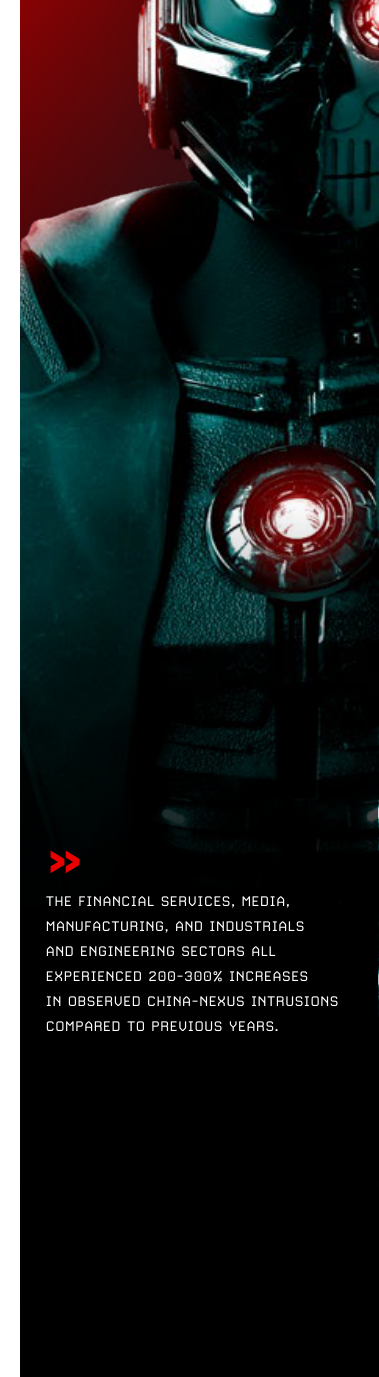 »
THE FINANCIAL SERVICES, MEDIA,
MANUFACTURING, AND INDUSTRIALS
AND ENGINEERING SECTORS ALL
EXPERIENCED 200-300% INCREASES
IN OBSERVED CHINA-NEXUS INTRUSIONS
COMPARED TO PREVIOUS YEARS.